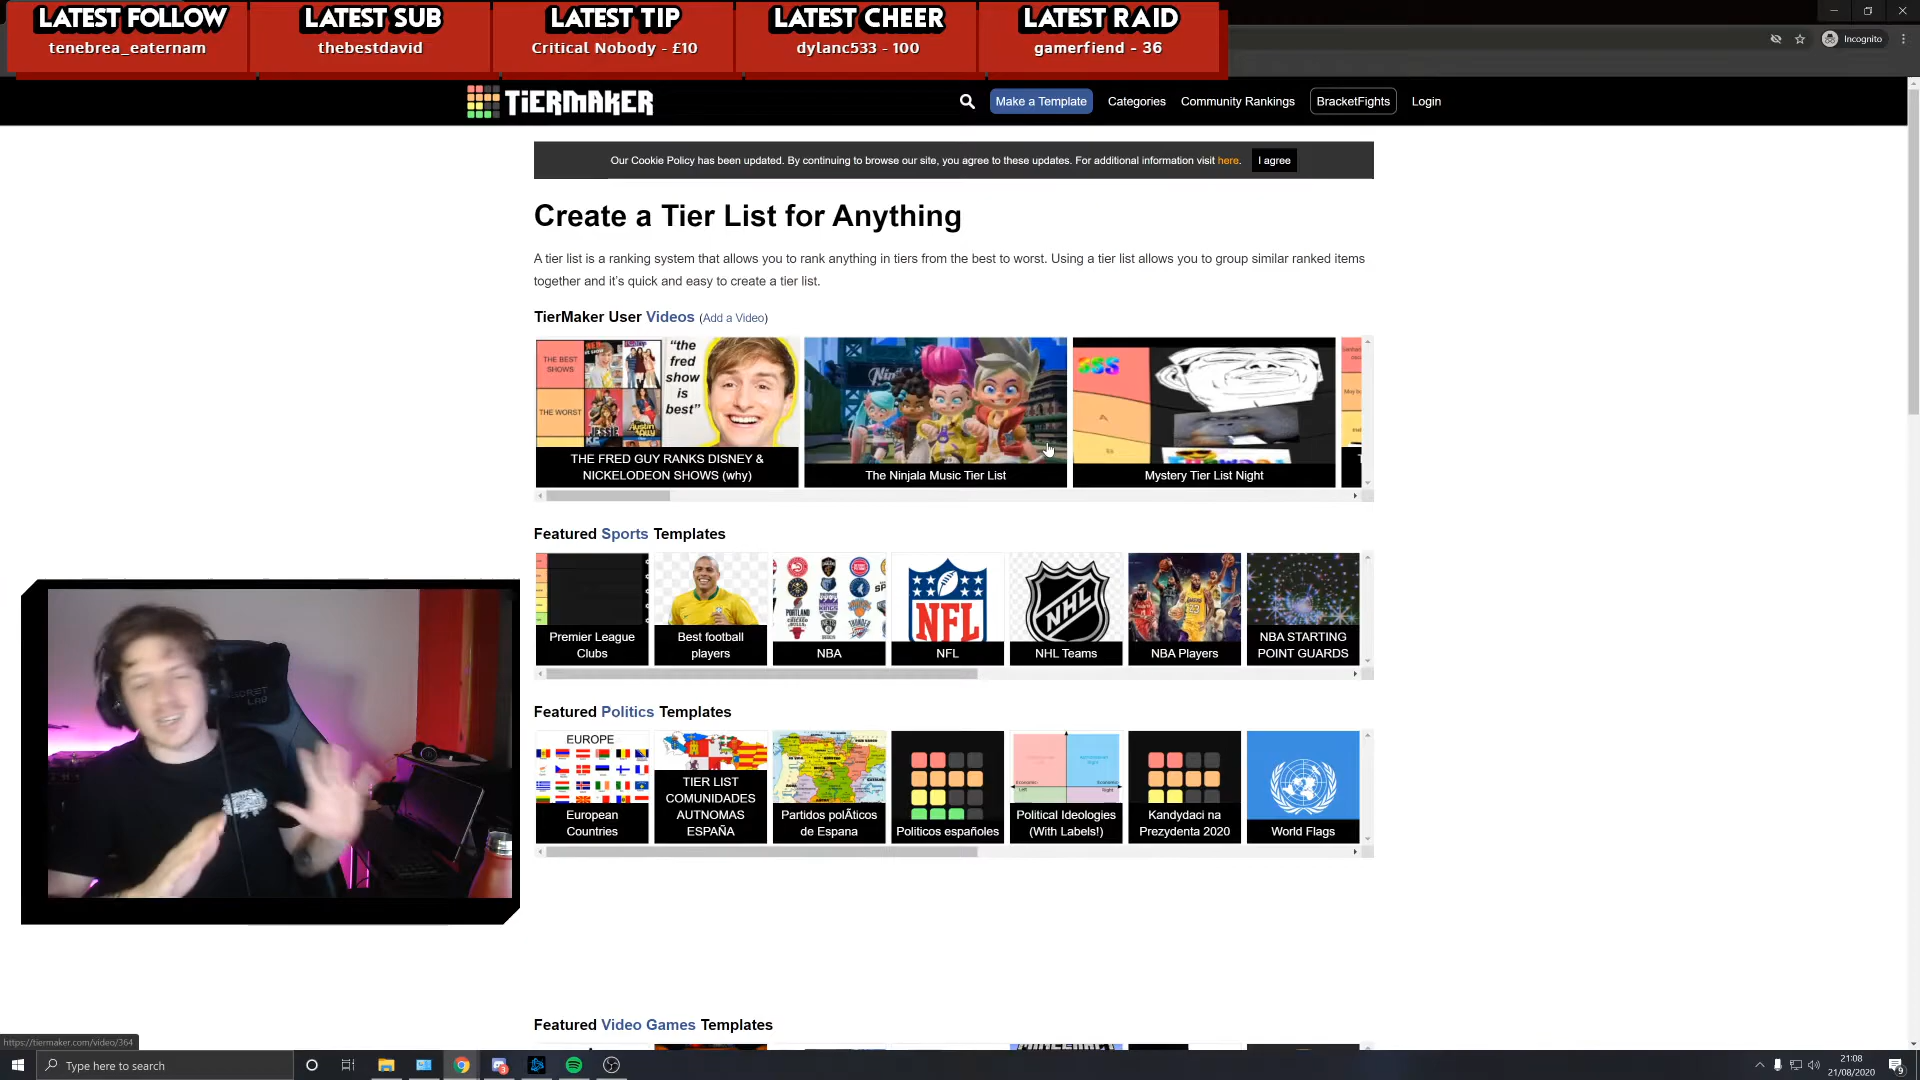 LATEST FOLLOW
tenebrea_eaternam
LATEST SUB
thebestdavid
LATEST TIP
Critical Nobody - £10
LATEST CHEER
dylanc533 - 100
LATEST RAID
gamerfiend - 36
Incognito
TiERMAKER
Make a Template
Categories
Community Rankings
BracketFights
Login
Our Cookie Policy has been updated. By continuing to browse our site, you agree to these updates. For additional information visit here.
I agree
Create a Tier List for Anything
A tier list is a ranking system that allows you to rank anything in tiers from the best to worst. Using a tier list allows you to group similar ranked items
together and it's quick and easy to create a tier list.
TierMaker User Videos (Add a Video)
THE BEST
SHOWS
THE WORST
JESSIE
"the
fred
show
is
best"
THE FRED GUY RANKS DISNEY &
NICKELODEON SHOWS (why)
The Ninjala Music Tier List
SSS
A
Mystery Tier List Night
Featured Sports Templates
Premier League
Clubs
Best football
players
PORTLAND
NBA
NFL
NFL
NHL Teams
NBA Players
NBA STARTING
POINT GUARDS
Featured Politics Templates
EUROPE
European
Countries
TIER LIST
COMUNIDADES
AUTNOMAS
ESPAÑA
Partidos polÃticos
de Espana
Politicos españoles
Political Ideologies
(With Labels!)
Kandydaci na
Prezydenta 2020
World Flags
Featured Video Games Templates
https://tiermaker.com/video/364
Type here to search
21:08
21/08/2020